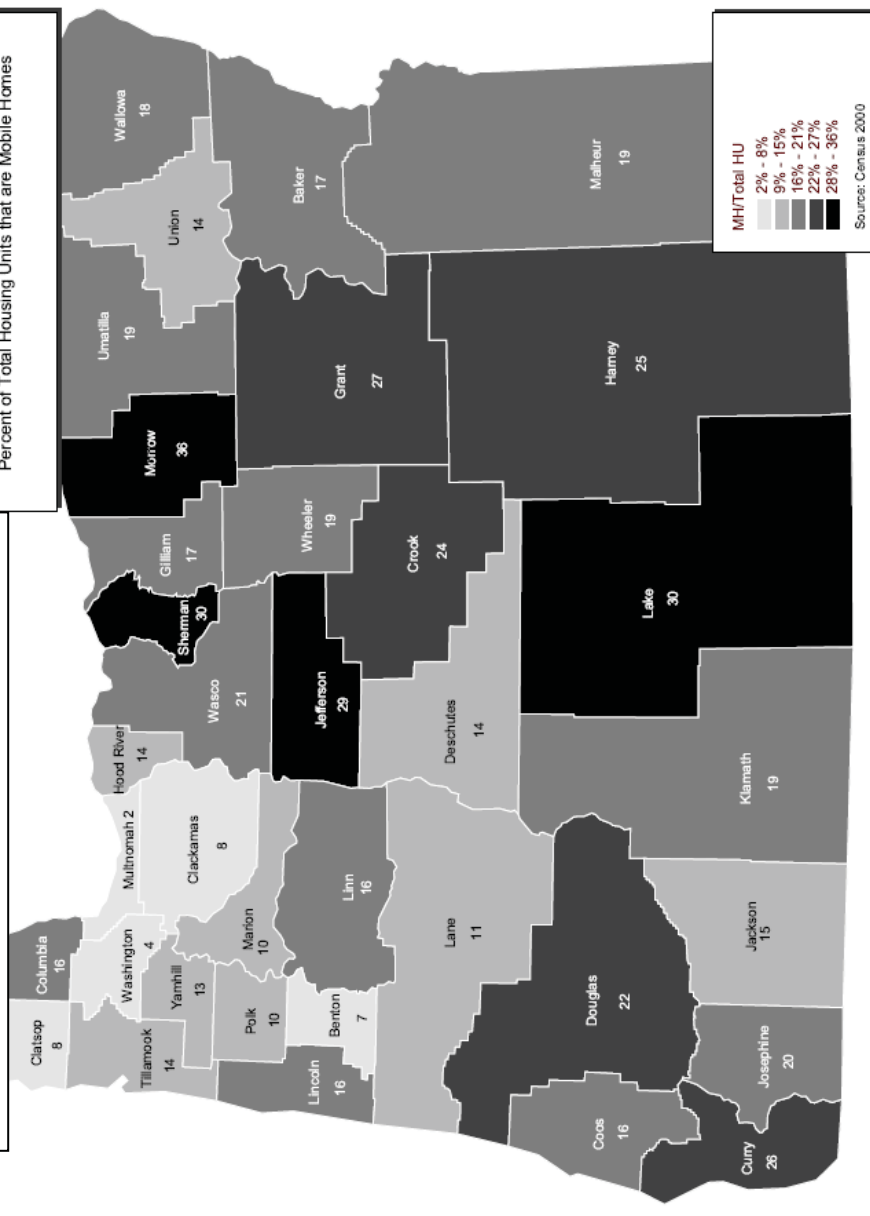 Percent of Total Housing Units that are Mobile Homes
Clatsop
8
Columbia
16
Tillamook
14
Washington
4
Multnomah 2
Hood River
14
Yamhill
13
Clackamas
8
Polk
10
Marion
10
Lincoln
16
Benton
7
Linn
16
Wasco
21
Sherman
30
Gilliam
17
Morrow
36
Umatilla
19
Union
14
Wallowa
18
Jefferson
29
Wheeler
19
Grant
27
Baker
17
Lane
11
Deschutes
14
Crook
24
Douglas
22
Coos
16
Curry
26
Josephine
20
Jackson
15
Klamath
19
Lake
30
Harney
25
Malheur
19
MH/Total HU
2% - 8%
9% - 15%
16% - 21%
22% - 27%
28% - 36%
Source: Census 2000